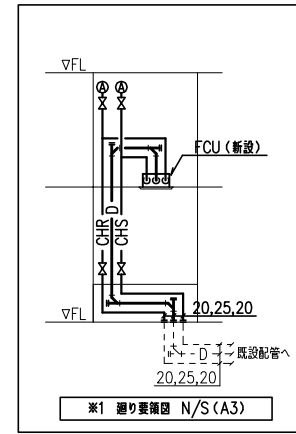 ▽FL
A A
FCU（新設）
CHR
D
CHS
20,25,20
▽FL
D
既設配管へ
20,25,20
※1 廻り要領図 N/S(A3)